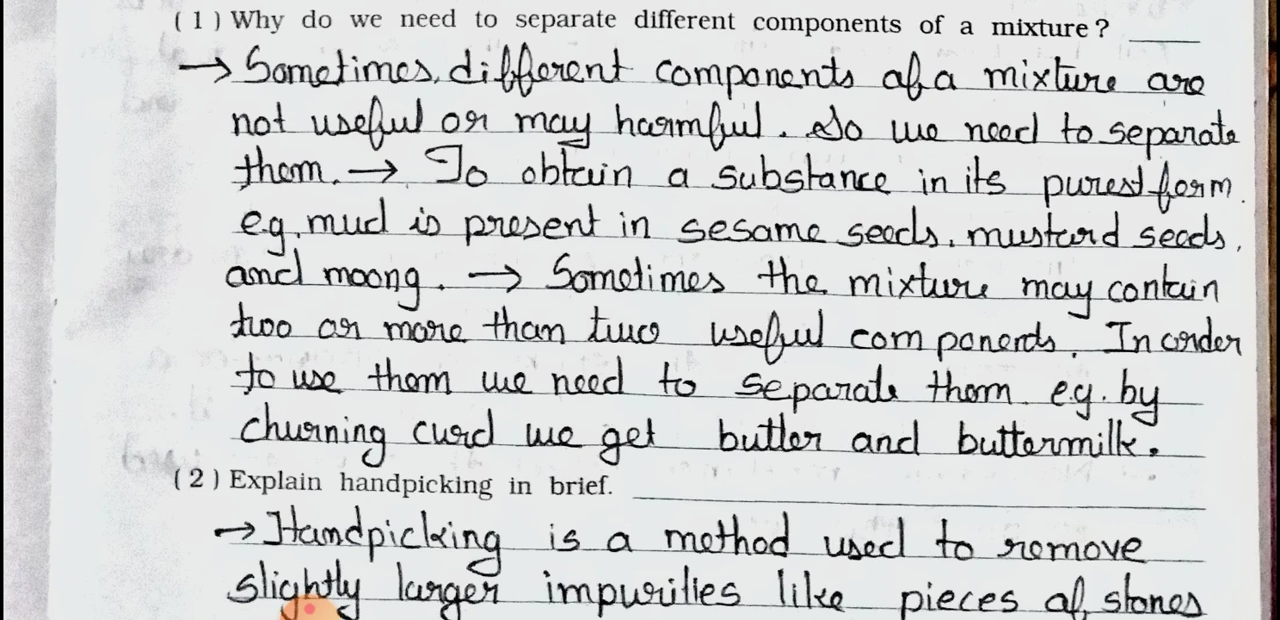 (1) Why do we need to separate different components of a mixture?
→ Sometimes, different components of a mixture are
not useful or may harmful. So we need to separate
them. → To obtain a substance in its purest form.
e.g. mud is present in sesame seeds, mustard seeds,
and moong. → Sometimes the mixture may contain
two or more than two useful components. In order
to use them we need to separate them. e.g. by
churning curd we get butter and buttermilk.
(2) Explain handpicking in brief.
→ Handpicking is a method used to remove
slightly larger impurities like pieces of stones